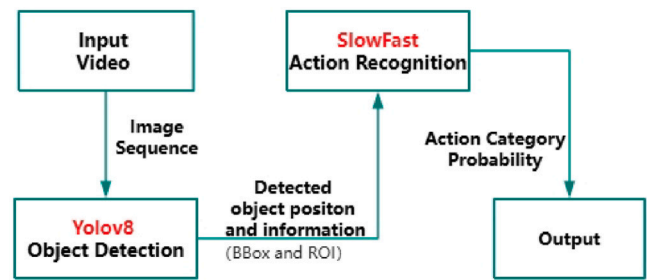 Input
Video
Image
Sequence
Yolov8
Object Detection
Detected
object positon
and information
(BBox and ROI)
SlowFast
Action Recognition
Action Category
Probability
Output